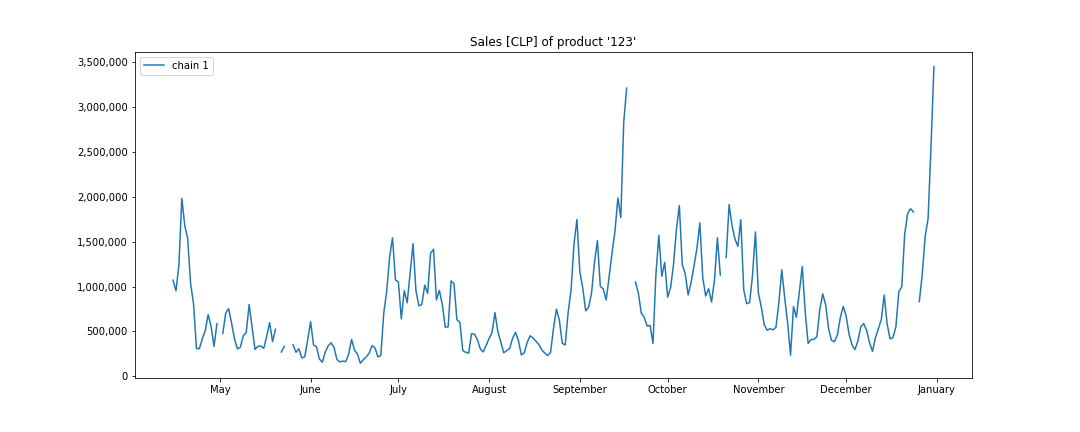 Sales [CLP] of product '123'
chain 1
3,500,000
3,000,000
2,500,000
2,000,000
1,500,000
1,000,000
500,000
0
May June July August September October November December January